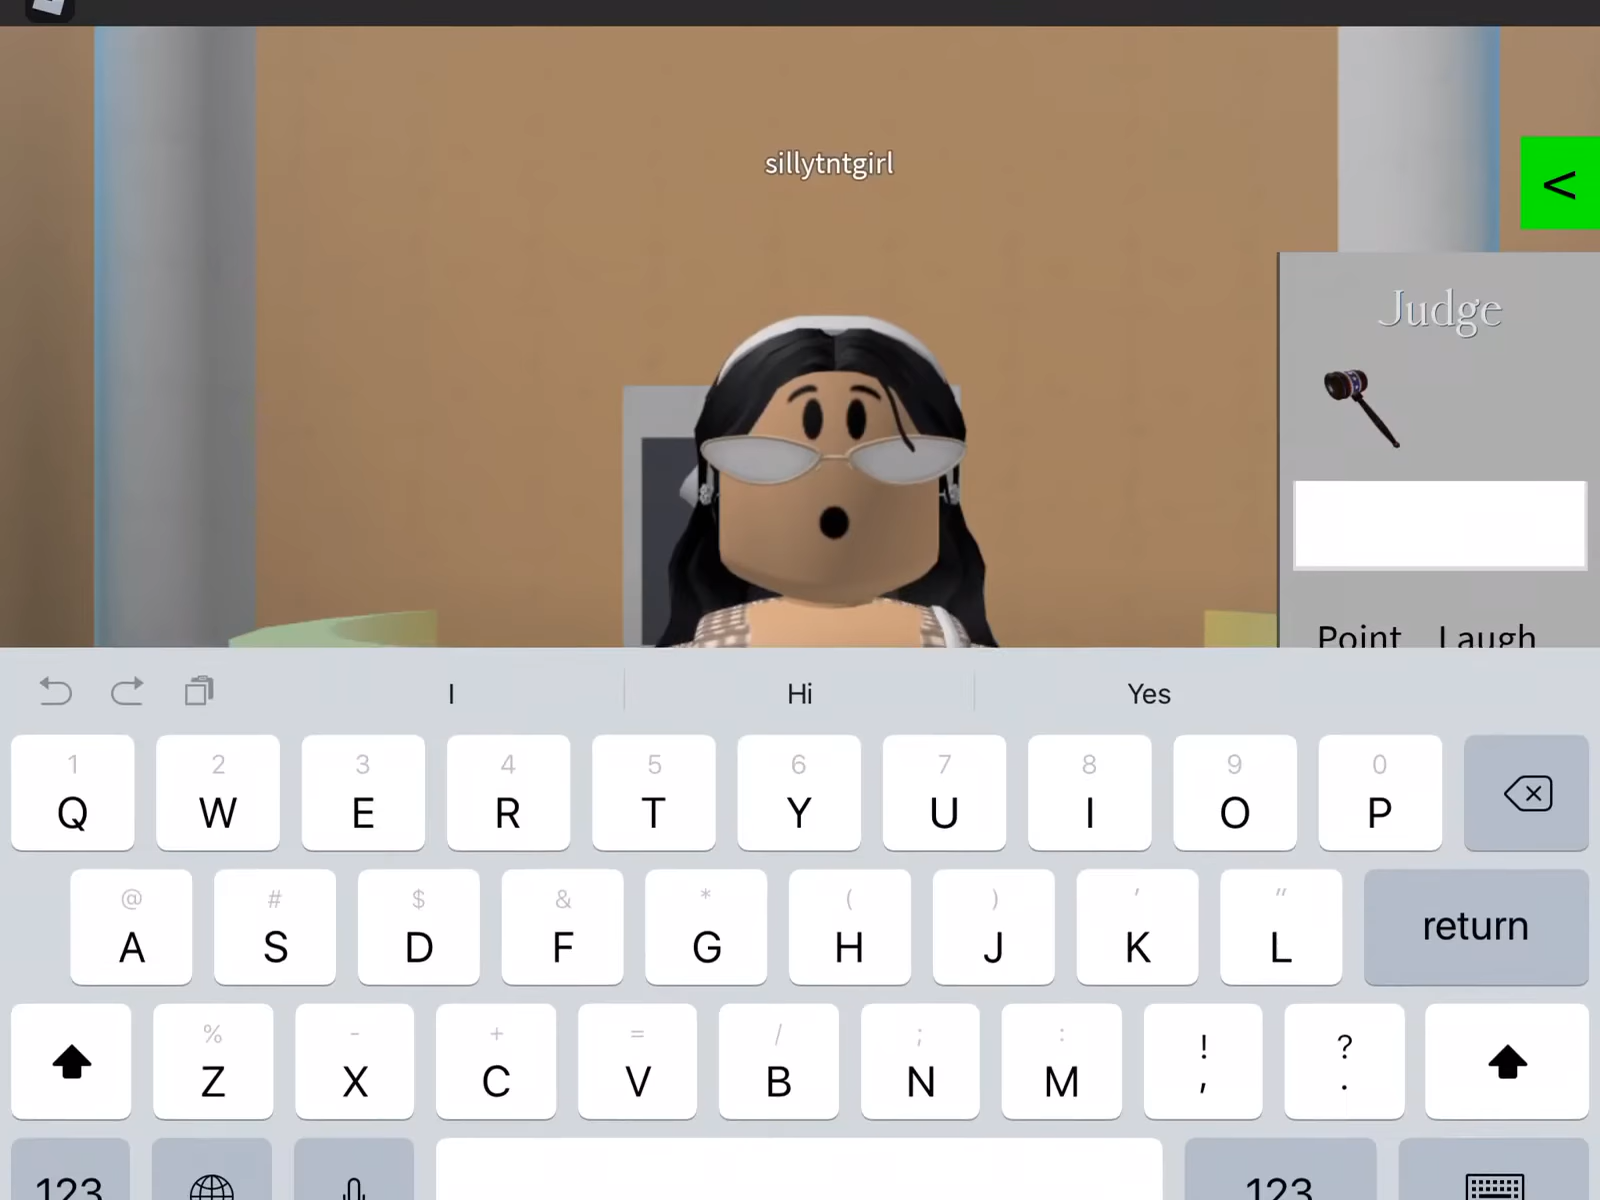 sillytntgirl
<
Judge
Point Laugh
I Hi Yes
1 2 3 4 5 6 7 8 9 0
Q W E R T Y U I O P
@ # $ & * ( ) ' "
A S D F G H J K L return
% - + = / ; : ! ?
Z X C V B N M , .
123 123